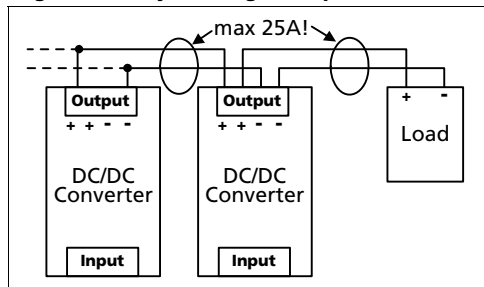 max 25A!
Output
+ + - -
DC/DC
Converter
Input
Output
+ + - -
DC/DC
Converter
Input
+ -
Load